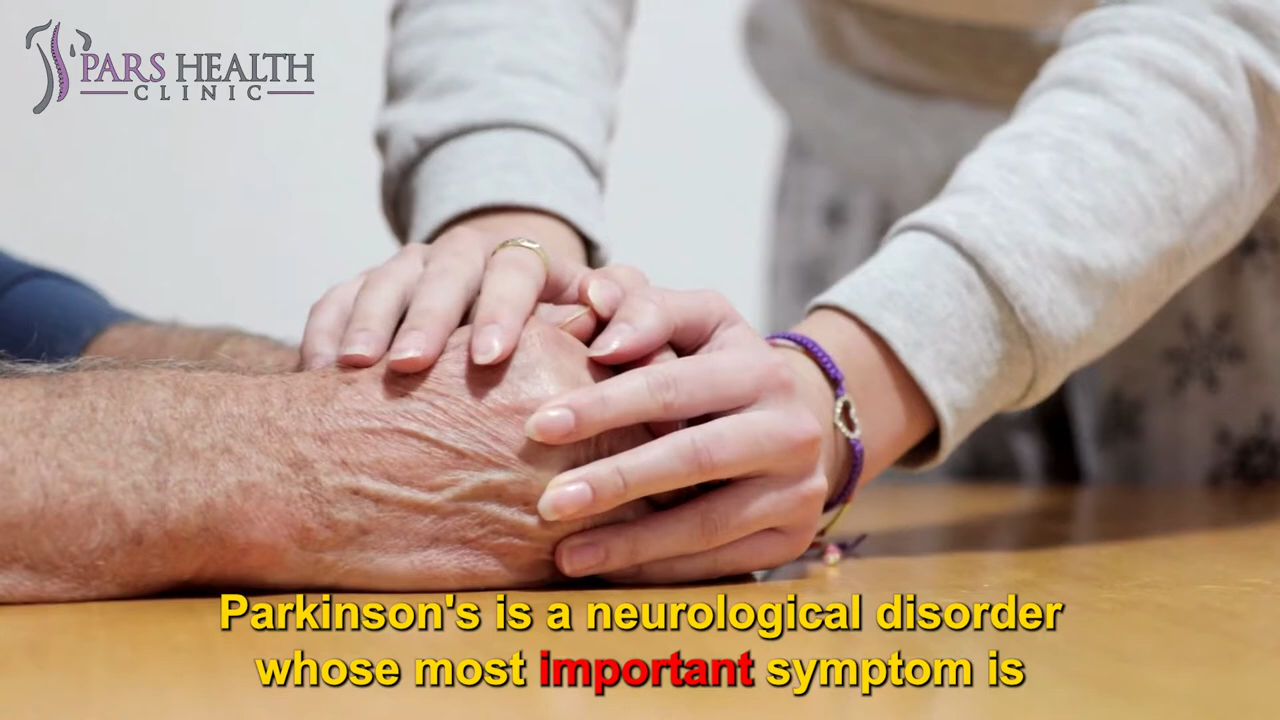 PARS HEALTH
CLINIC
Parkinson's is a neurological disorder
whose most important symptom is